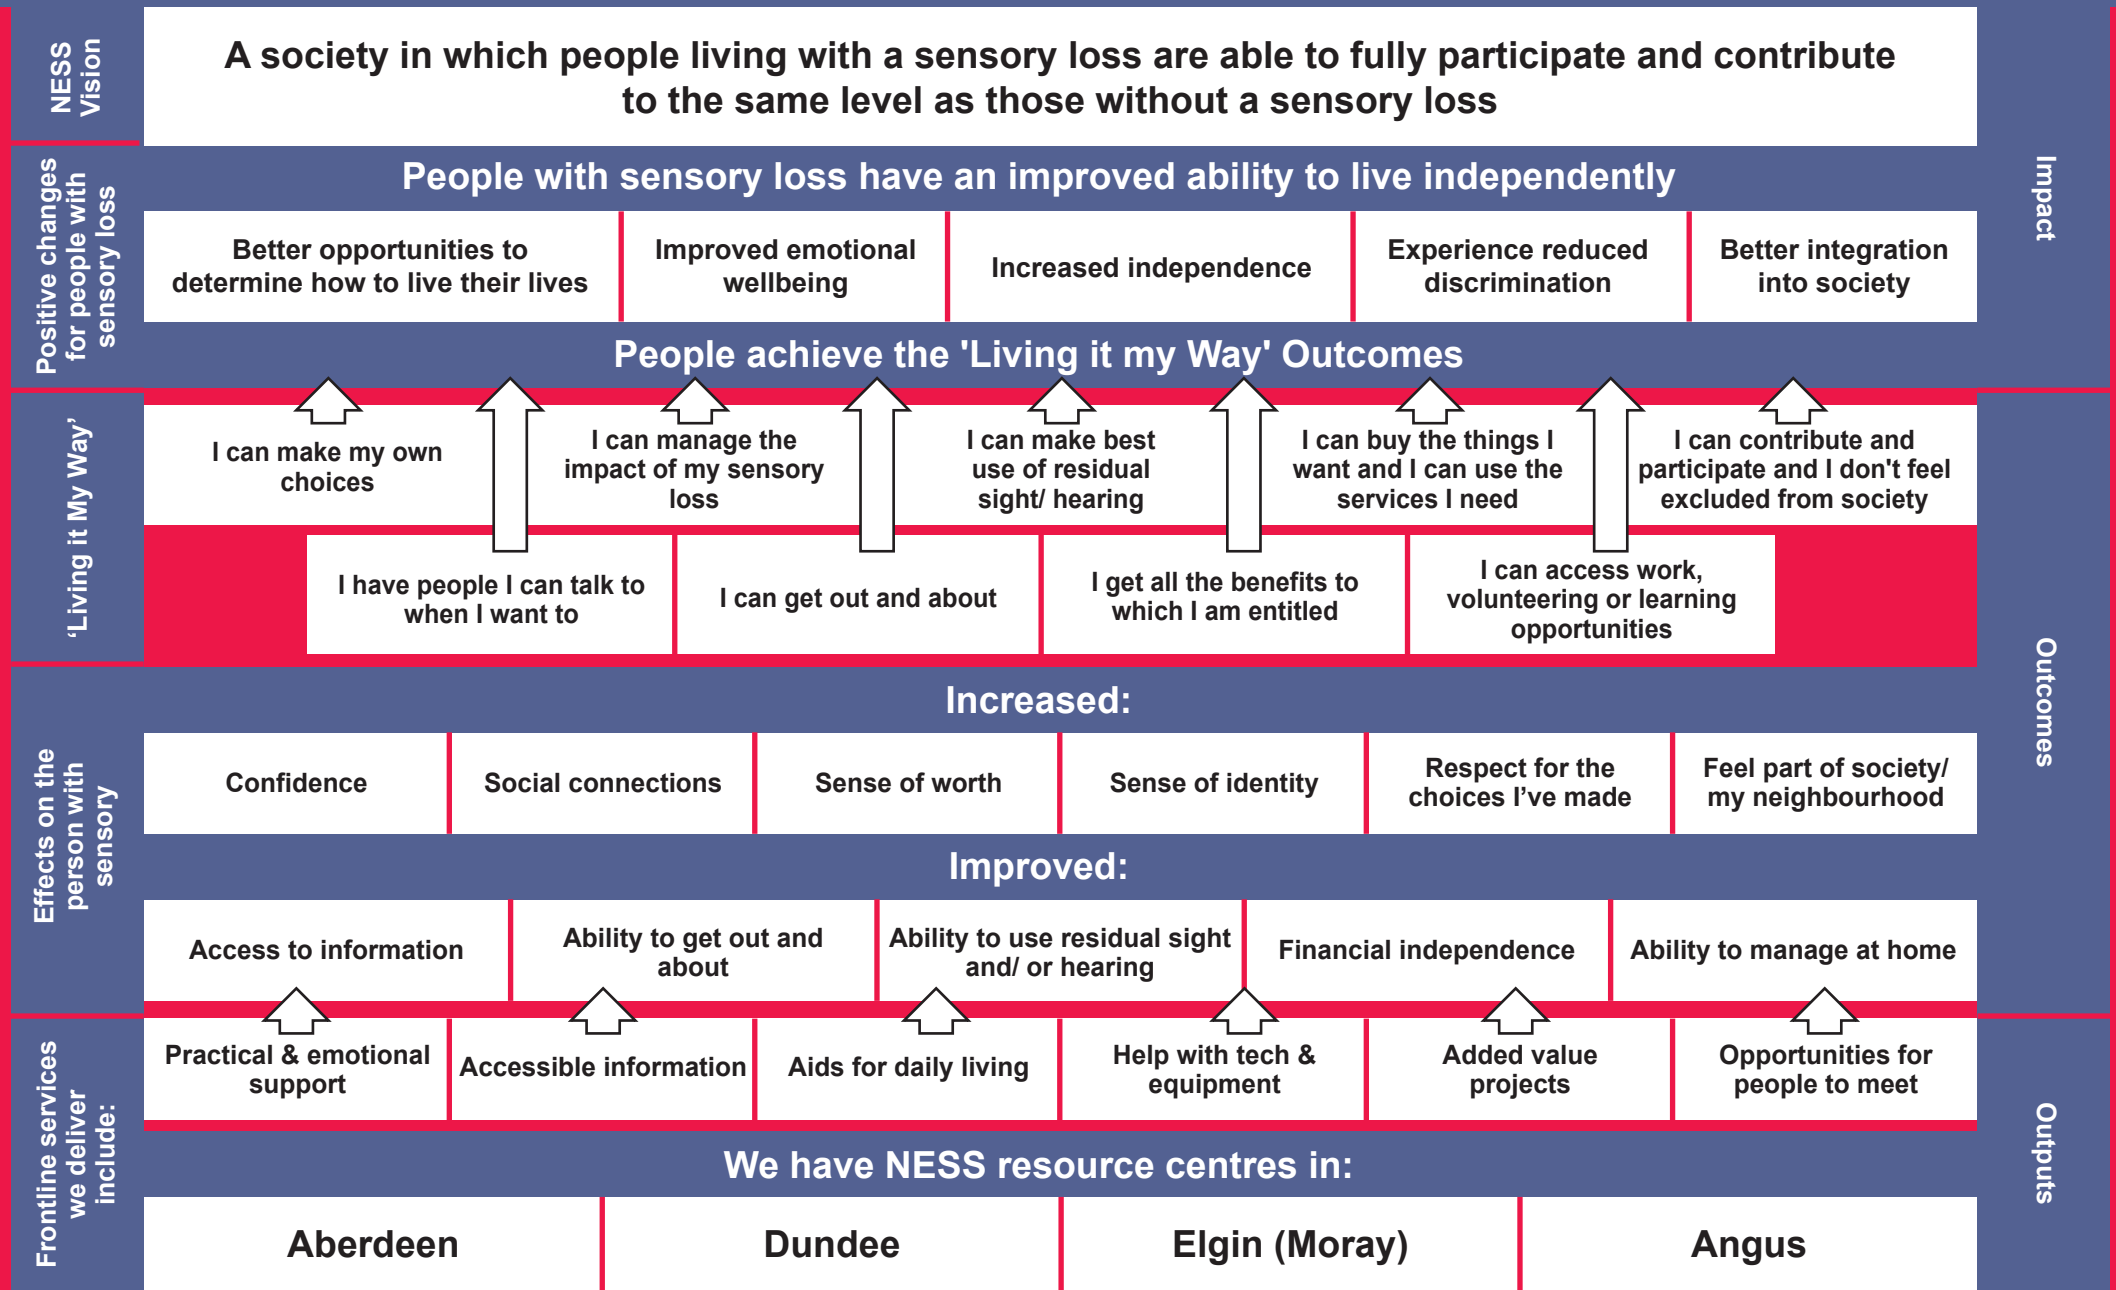 NESS
Vision
A society in which people living with a sensory loss are able to fully participate and contribute
to the same level as those without a sensory loss
Impact
Positive changes
for people with
sensory loss
People with sensory loss have an improved ability to live independently
Better opportunities to
determine how to live their lives
Improved emotional
wellbeing
Increased independence
Experience reduced
discrimination
Better integration
into society
People achieve the 'Living it my Way' Outcomes
‘Living it My Way’
I can make my own
choices
I can manage the
impact of my sensory
loss
I can make best
use of residual
sight/ hearing
I can buy the things I
want and I can use the
services I need
I can contribute and
participate and I don't feel
excluded from society
I have people I can talk to
when I want to
I can get out and about
I get all the benefits to
which I am entitled
I can access work,
volunteering or learning
opportunities
Outcomes
Effects on the
person with
sensory
Increased:
Confidence
Social connections
Sense of worth
Sense of identity
Respect for the
choices I’ve made
Feel part of society/
my neighbourhood
Improved:
Access to information
Ability to get out and
about
Ability to use residual sight
and/ or hearing
Financial independence
Ability to manage at home
Frontline services
we deliver
include:
Practical & emotional
support
Accessible information
Aids for daily living
Help with tech &
equipment
Added value
projects
Opportunities for
people to meet
Outputs
We have NESS resource centres in:
Aberdeen
Dundee
Elgin (Moray)
Angus